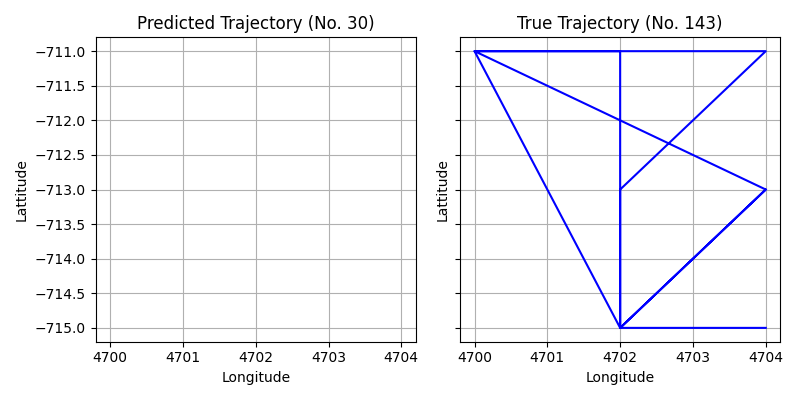 Predicted Trajectory (No. 30)
True Trajectory (No. 143)
−711.0
−711.5
−712.0
−712.5
−713.0
−713.5
−714.0
−714.5
−715.0
Lattitude
Lattitude
4700 4701 4702 4703 4704
4700 4701 4702 4703 4704
Longitude
Longitude